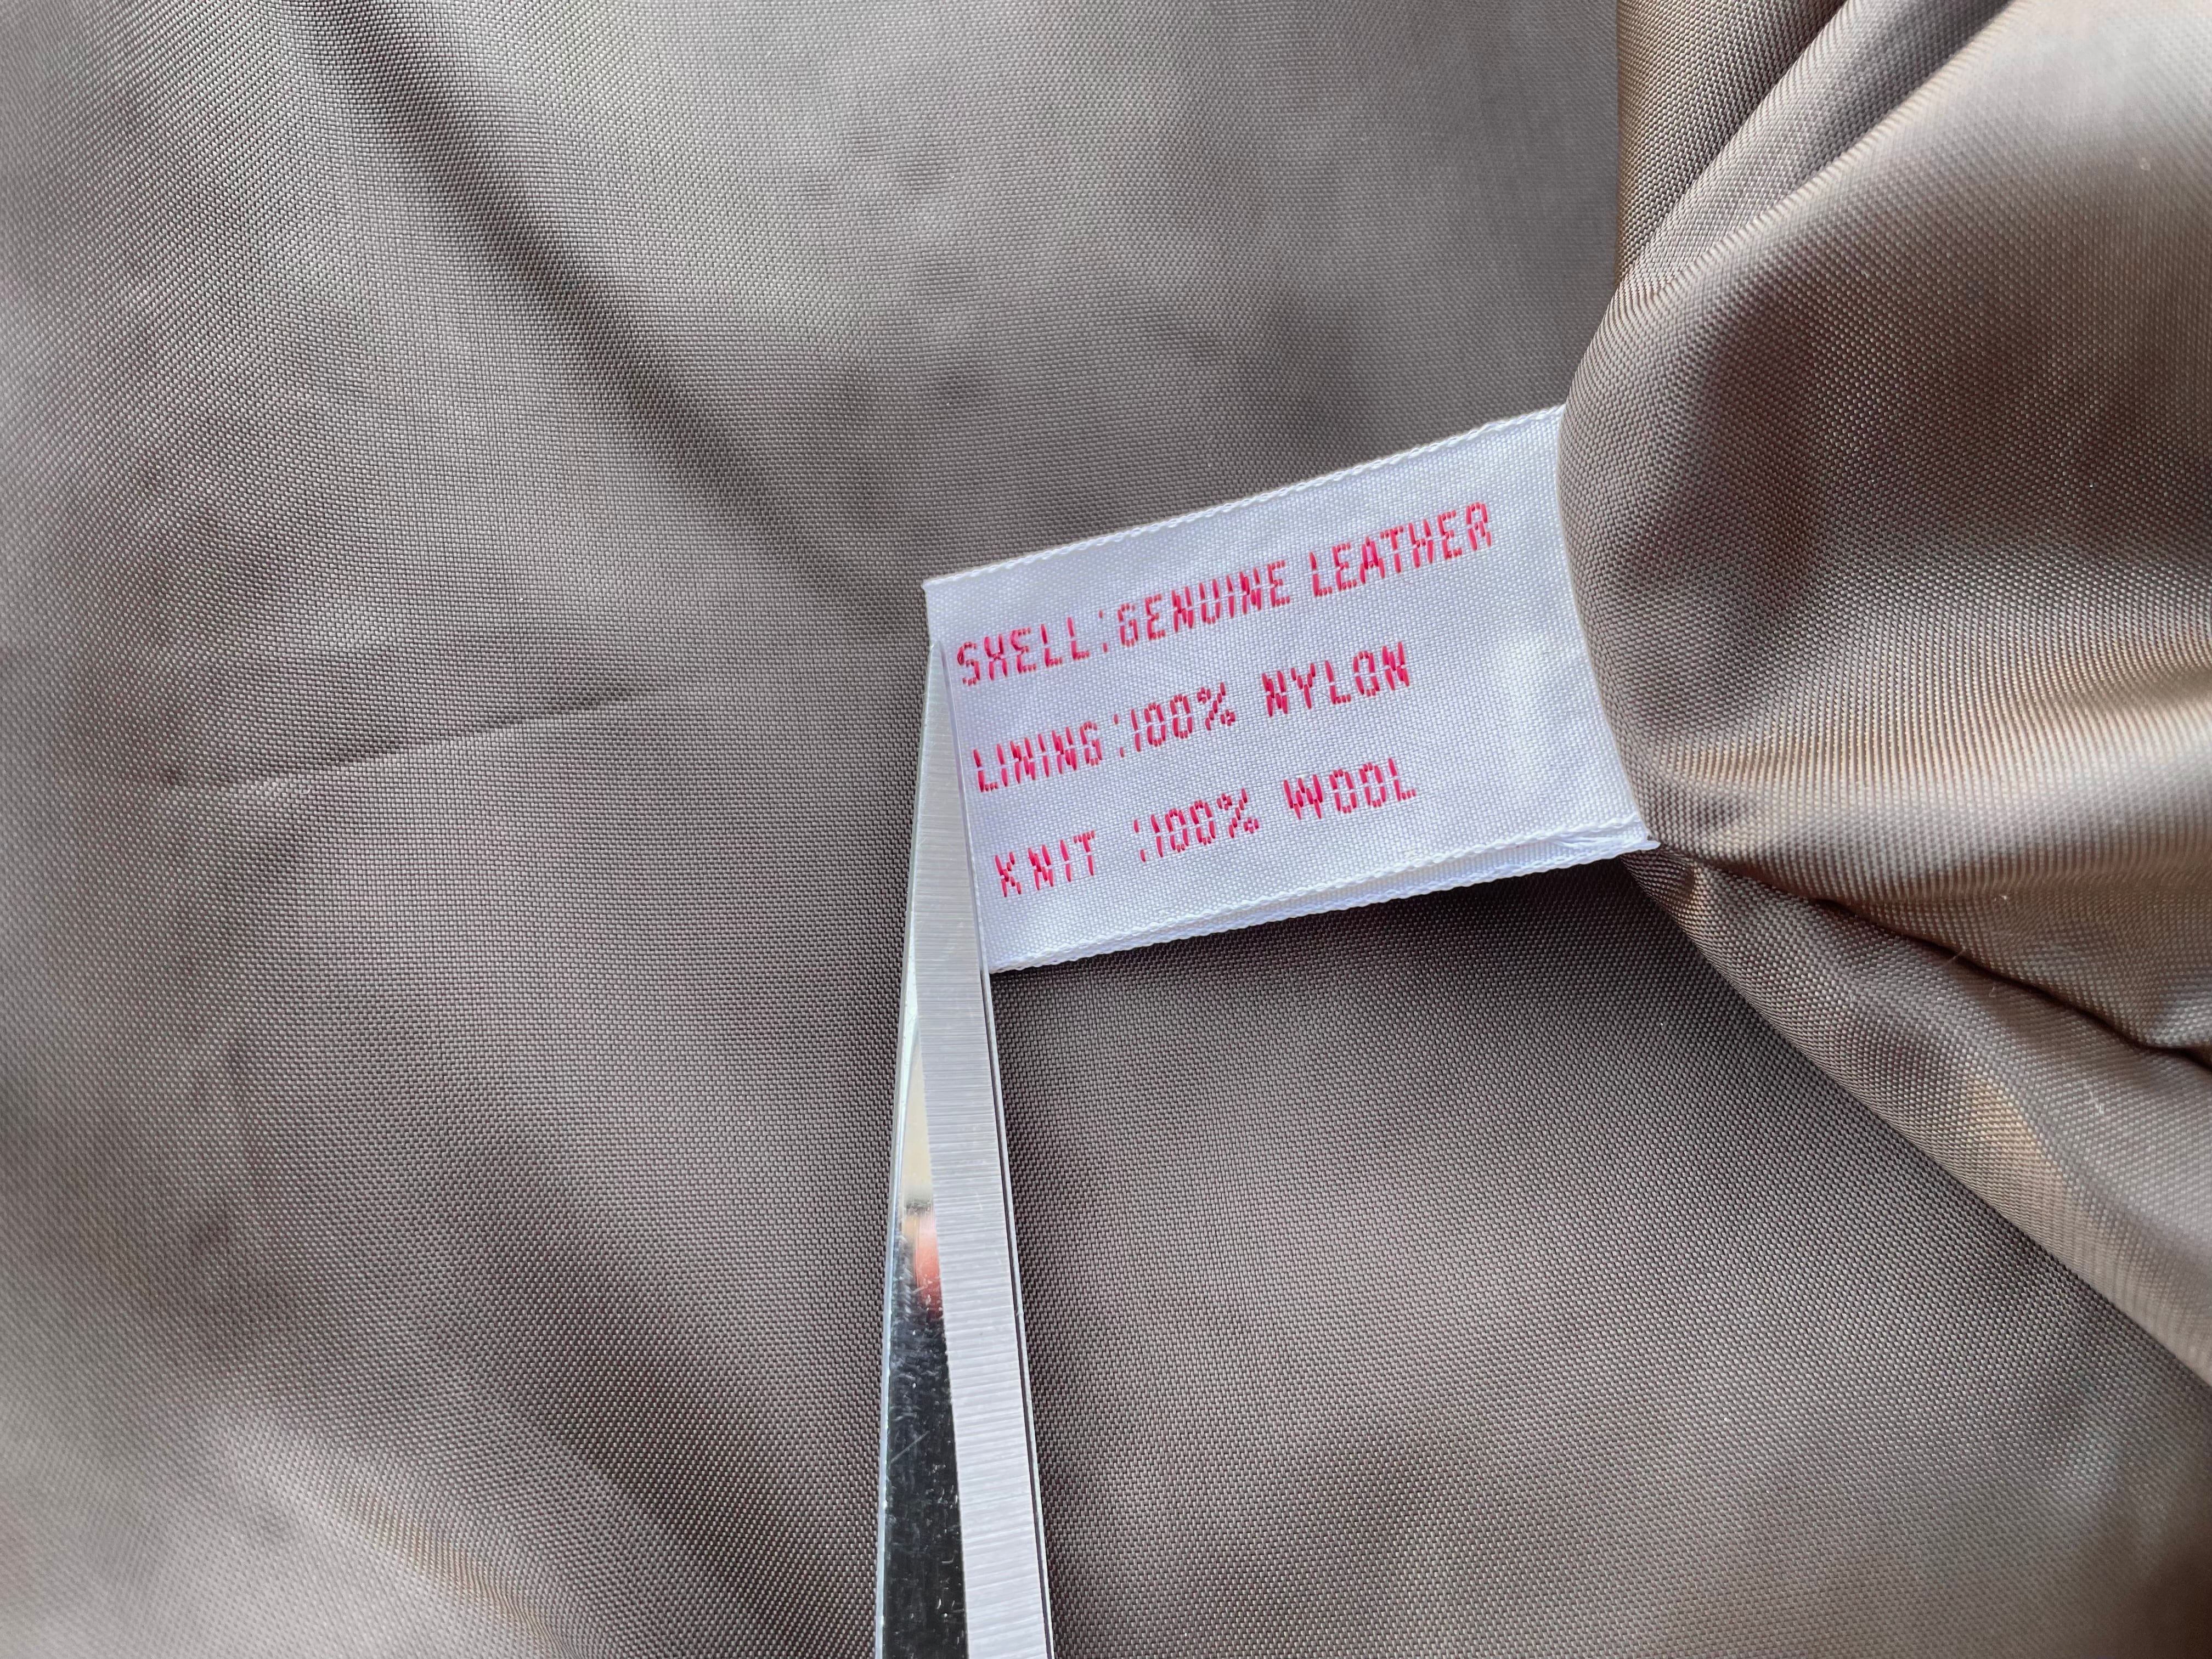 SHELL:GENUINE LEATHER
LINING:100% NYLON
KNIT :100% WOOL